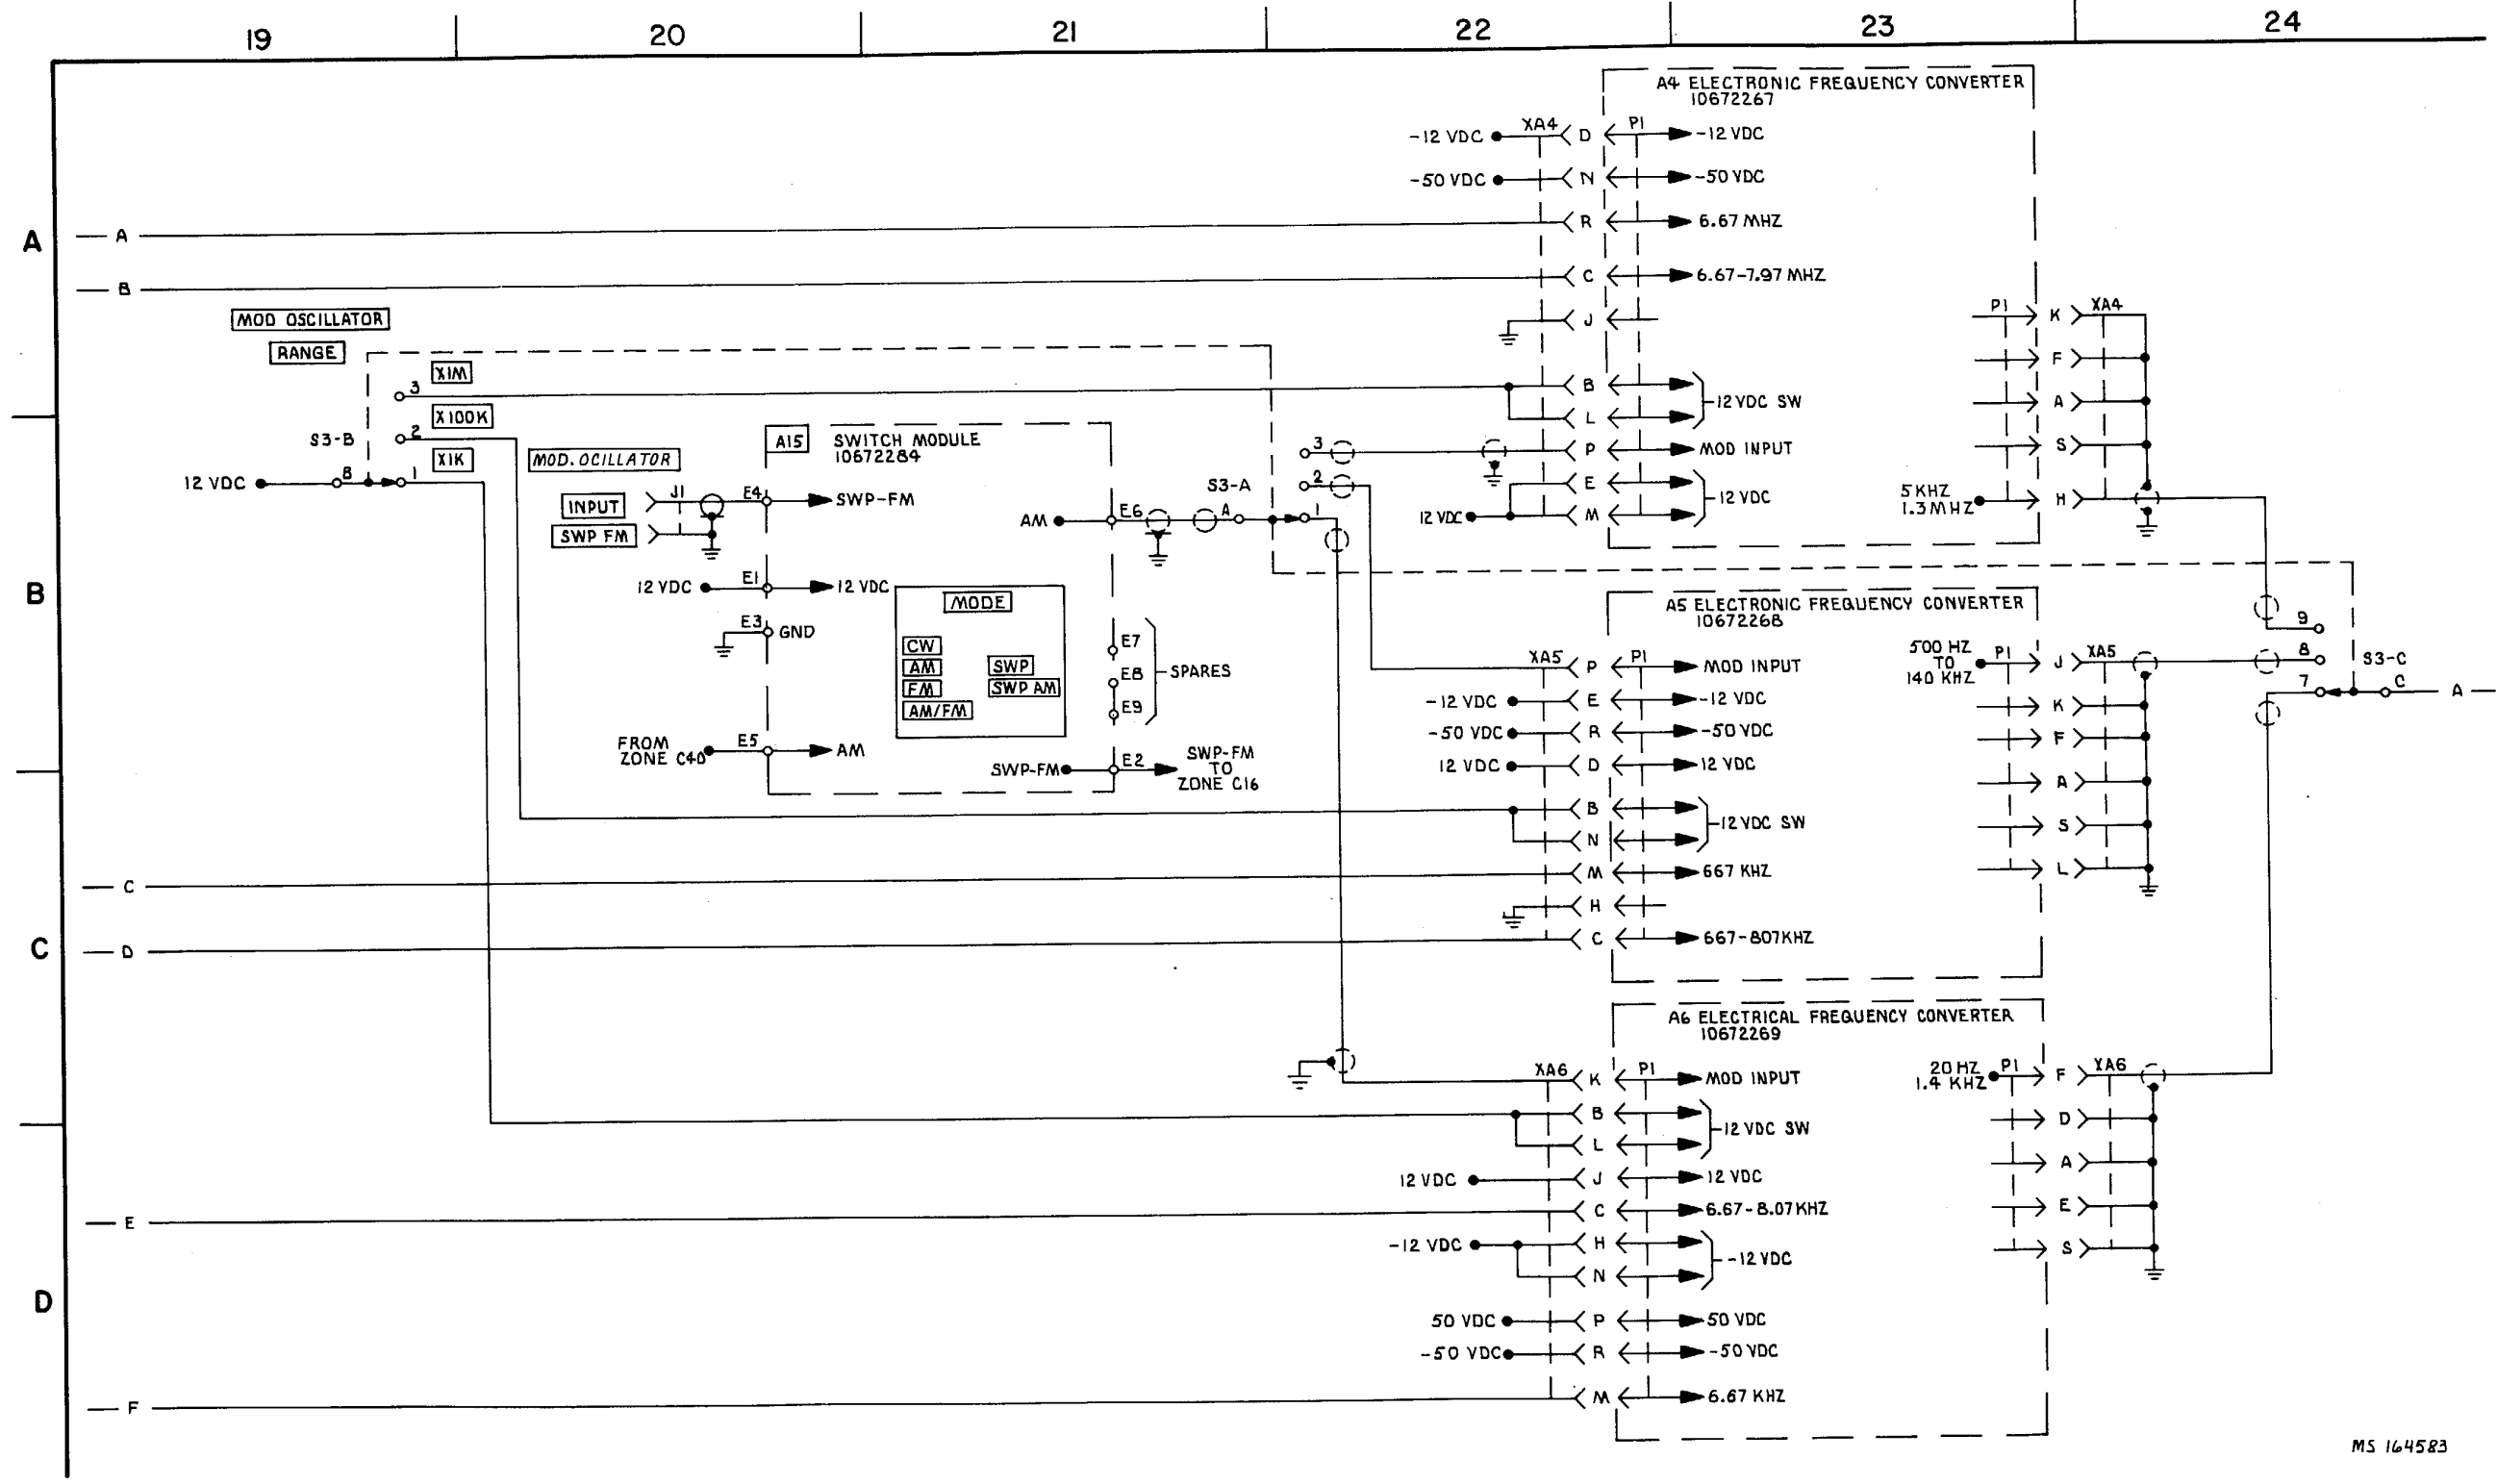 19 20 21 22 23 24
A
B
C
D
A4 ELECTRONIC FREQUENCY CONVERTER
10672267
-12 VDC XA4 D P1 -12 VDC
-50 VDC N -50 VDC
A R 6.67 MHZ
B C 6.67-7.97 MHZ
J
MOD OSCILLATOR
RANGE
X1M
3
B
L
12 VDC SW
X100K
2
S3-B
X1K
12 VDC B 1
3 P MOD INPUT
2
S3-A
1
E
12 VDC M
12 VDC
P1 K XA4
F
A
S
5 KHZ
1.3MHZ
H
A15 SWITCH MODULE
10672284
MOD. OCILLATOR
INPUT J1 E4 SWP-FM
SWP FM
AM E6 A
12 VDC E1 12 VDC
E3 GND
MODE
CW
AM SWP
FM SWP AM
AM/FM
E7
E8
E9
SPARES
FROM
ZONE C40
E5 AM
SWP-FM E2 SWP-FM
TO
ZONE C16
A5 ELECTRONIC FREQUENCY CONVERTER
10672268
XA5 P P1 MOD INPUT
-12 VDC E -12 VDC
-50 VDC R -50 VDC
12 VDC D 12 VDC
B
N
12 VDC SW
C M 667 KHZ
H
D C 667-807KHZ
500 HZ
TO
140 KHZ
P1 J XA5
K
F
A
S
L
9
8
S3-C
7 C A
A6 ELECTRICAL FREQUENCY CONVERTER
10672269
XA6 K P1 MOD INPUT
B
L
12 VDC SW
12 VDC J 12 VDC
E C 6.67-8.07KHZ
-12 VDC H
N
-12 VDC
50 VDC P 50 VDC
-50 VDC R -50 VDC
F M 6.67 KHZ
20 HZ
1.4 KHZ
P1 F XA6
D
A
E
S
MS 164583